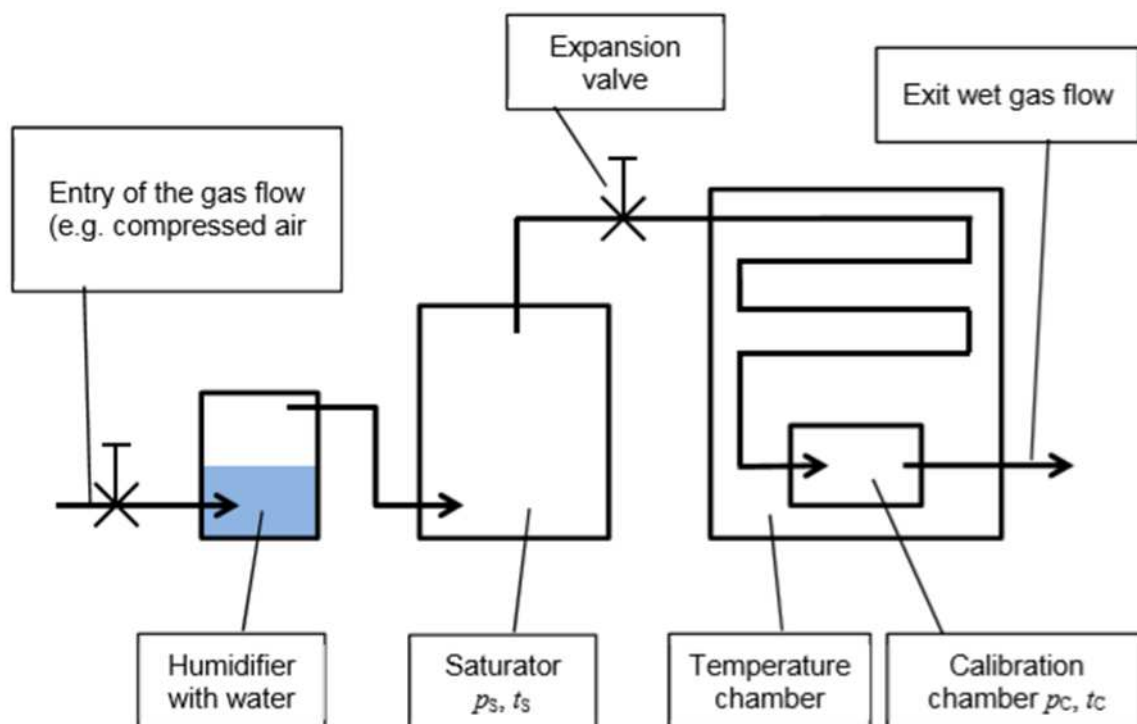 Expansion
valve
Exit wet gas flow
Entry of the gas flow
(e.g. compressed air
Humidifier
with water
Saturator
pS, tS
Temperature
chamber
Calibration
chamber pC, tC